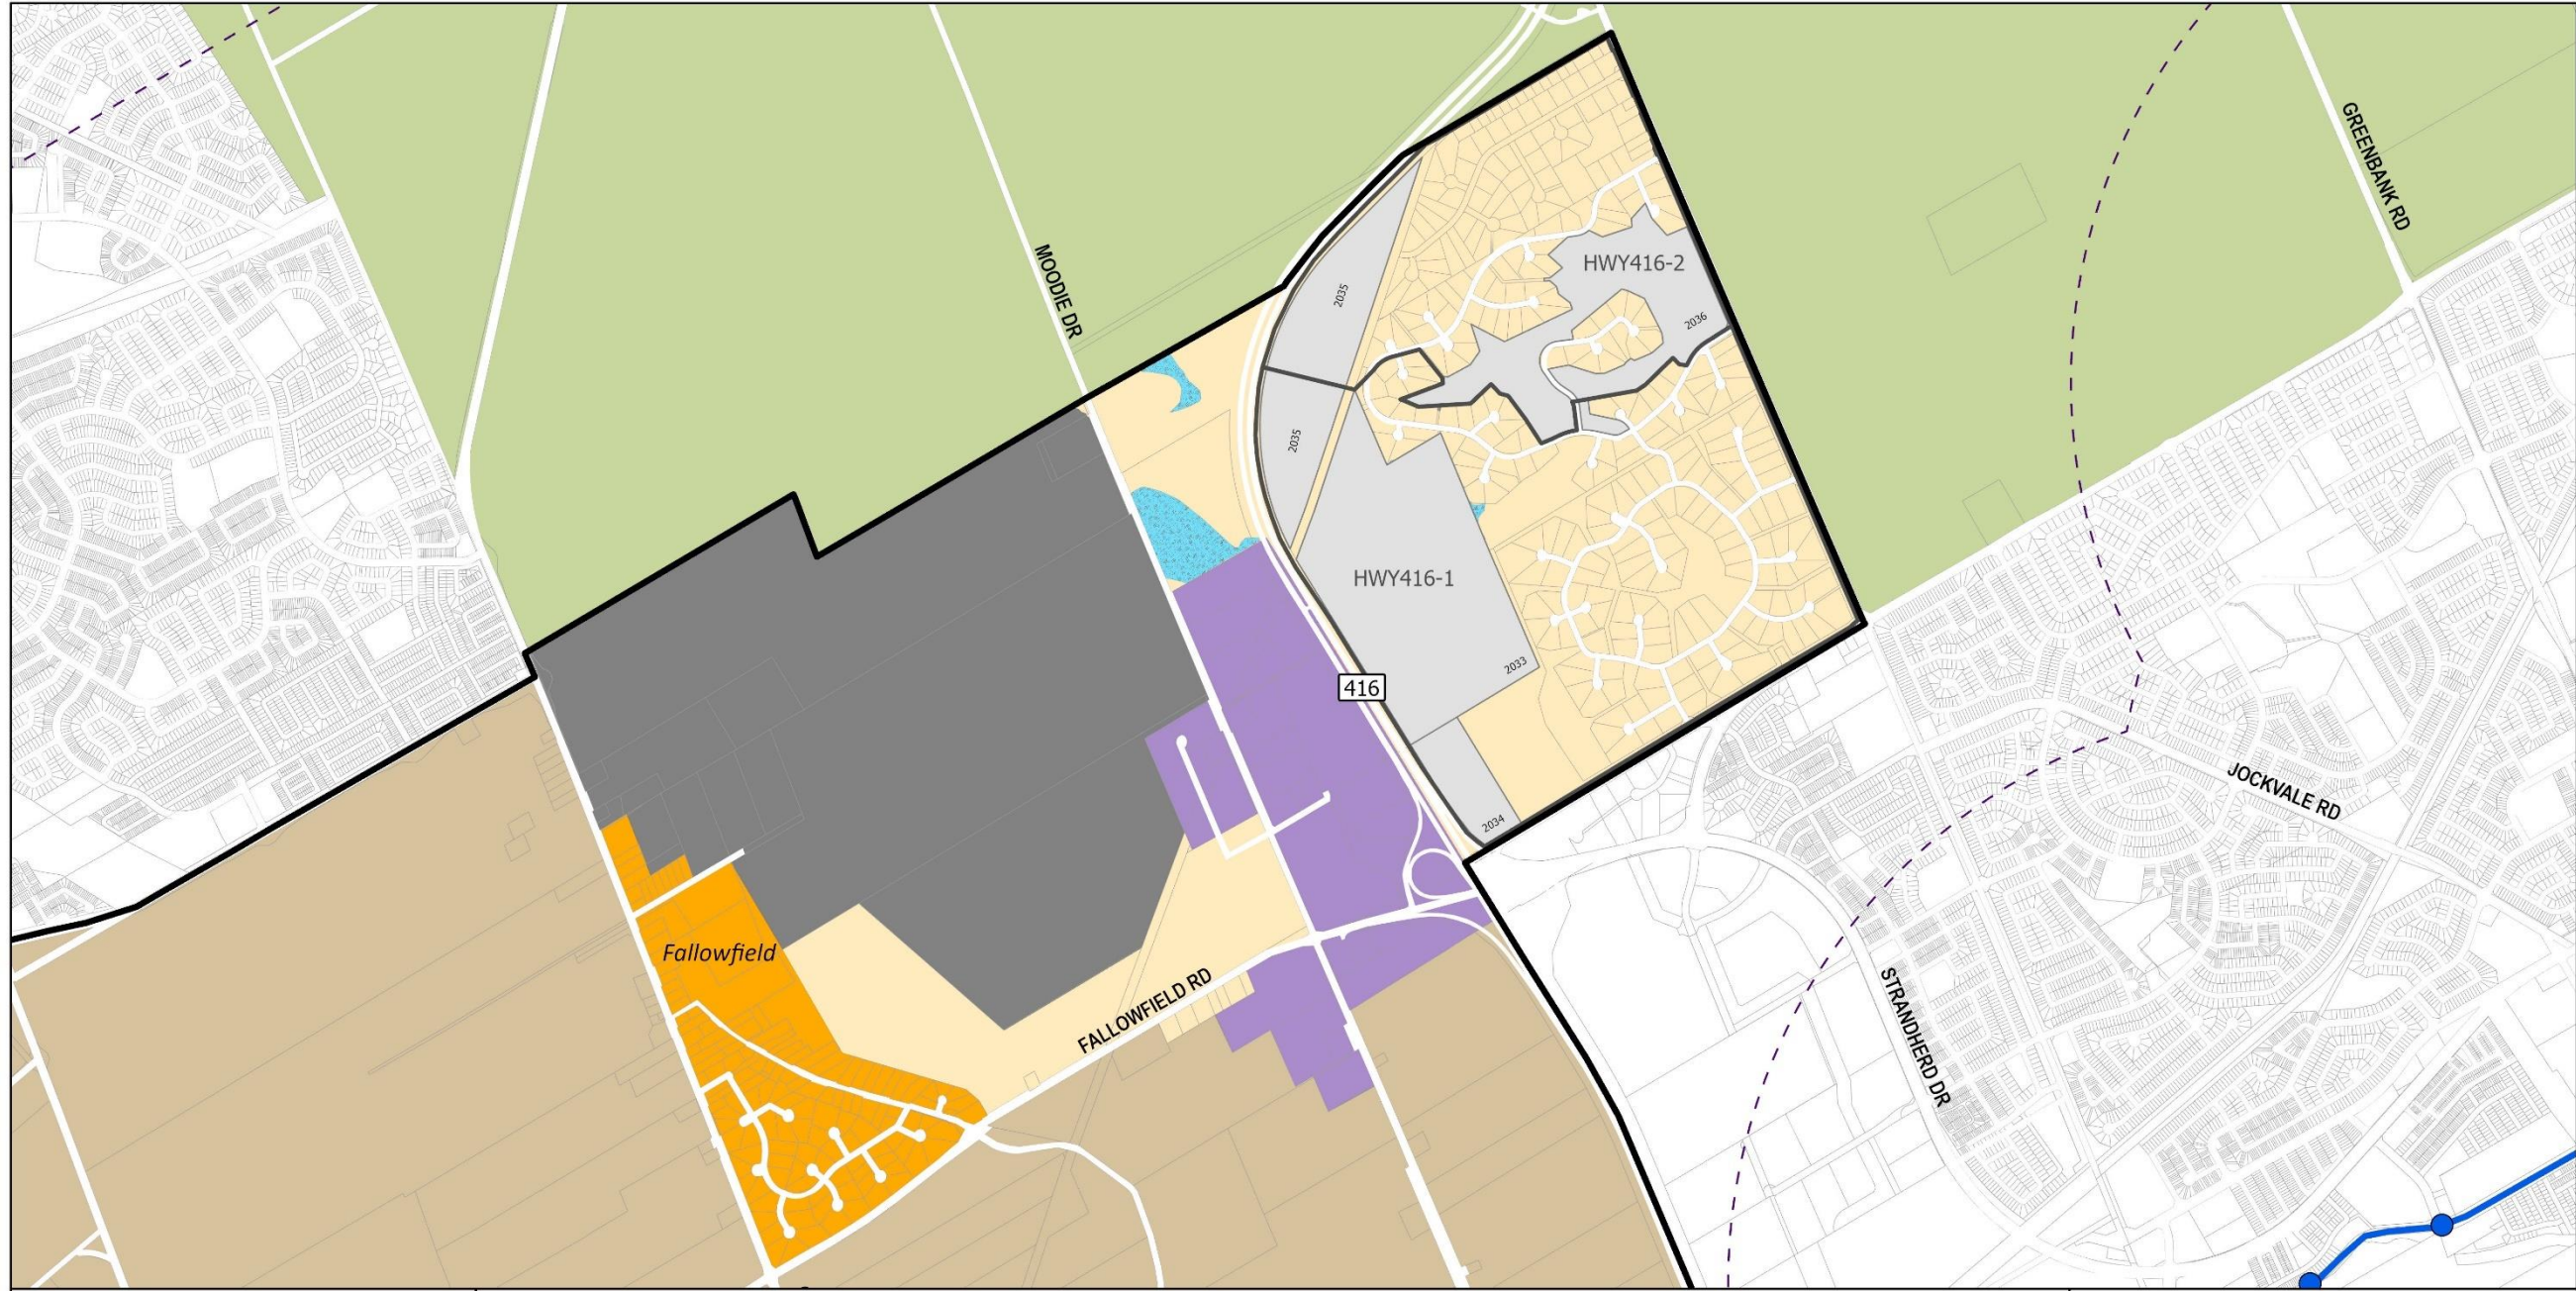 GREENBANK RD
MOODIE DR
HWY416-2
2035
2036
2035
HWY416-1
2033
416
JOCKVALE RD
2034
Fallowfield
FALLOWFIELD RD
STRANDHERD DR